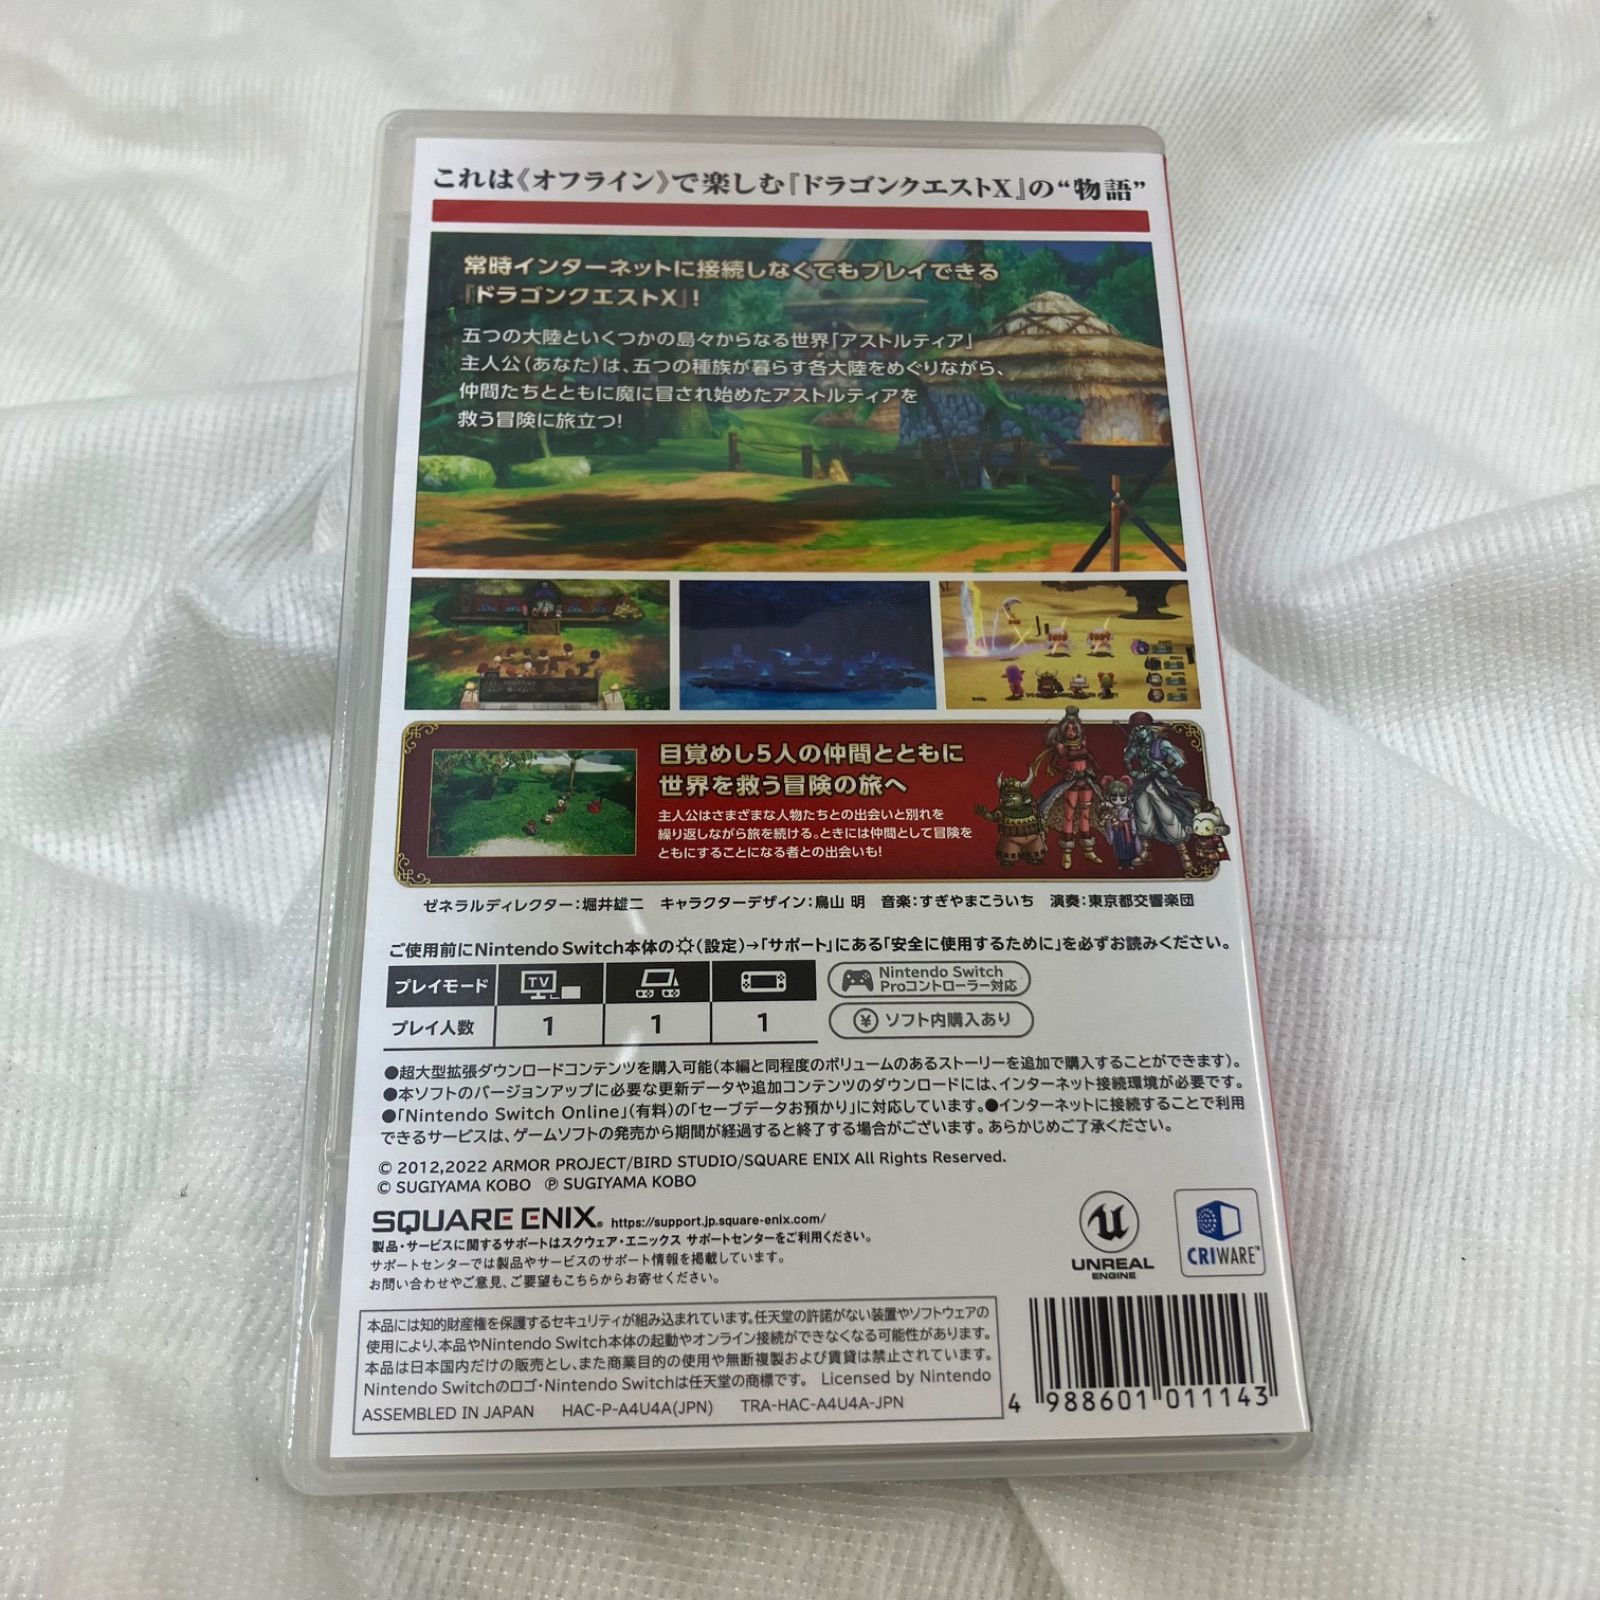 これは《オフライン》で楽しむ『ドラゴンクエストX』の“物語”
常時インターネットに接続しなくてもプレイできる
『ドラゴンクエストX』!
五つの大陸といくつかの島々からなる世界「アストルティア」
主人公(あなた)は、五つの種族が暮らす各大陸をめぐりながら、
仲間たちとともに魔に冒され始めたアストルティアを
救う冒険に旅立つ!
目覚めし5人の仲間とともに
世界を救う冒険の旅へ
主人公はさまざまな人物たちとの出会いと別れを
繰り返しながら旅を続ける。ときには仲間として冒険を
ともにすることになる者との出会いも!
ゼネラルディレクター:堀井雄二 キャラクターデザイン:鳥山 明 音楽:すぎやまこういち 演奏:東京都交響楽団
ご使用前にNintendo Switch本体の(設定)→「サポート」にある「安全に使用するために」を必ずお読みください。
プレイモード TV
プレイ人数 1 1 1
Nintendo Switch
Proコントローラー対応
¥ ソフト内購入あり
●超大型拡張ダウンロードコンテンツを購入可能(本編と同程度のボリュームのあるストーリーを追加で購入することができます)。
●本ソフトのバージョンアップに必要な更新データや追加コンテンツのダウンロードには、インターネット接続環境が必要です。
●「Nintendo Switch Online」(有料)の「セーブデータお預かり」に対応しています。●インターネットに接続することで利用
できるサービスは、ゲームソフトの発売から期間が経過すると終了する場合がございます。あらかじめご了承ください。
© 2012,2022 ARMOR PROJECT/BIRD STUDIO/SQUARE ENIX All Rights Reserved.
© SUGIYAMA KOBO ℗ SUGIYAMA KOBO
SQUARE ENIX. https://support.jp.square-enix.com/
製品・サービスに関するサポートはスクウェア・エニックス サポートセンターをご利用ください。
サポートセンターでは製品やサービスのサポート情報を掲載しています。
お問い合わせやご意見、ご要望もこちらからお寄せください。
UNREAL
ENGINE
CRIWARE™
本品には知的財産権を保護するセキュリティが組み込まれています。任天堂の許諾がない装置やソフトウェアの
使用により、本品やNintendo Switch本体の起動やオンライン接続ができなくなる可能性があります。
本品は日本国内だけの販売とし、また商業目的の使用や無断複製および賃貸は禁止されています。
Nintendo Switchのロゴ・Nintendo Switchは任天堂の商標です。 Licensed by Nintendo
ASSEMBLED IN JAPAN HAC-P-A4U4A(JPN) TRA-HAC-A4U4A-JPN
4 988601 011143